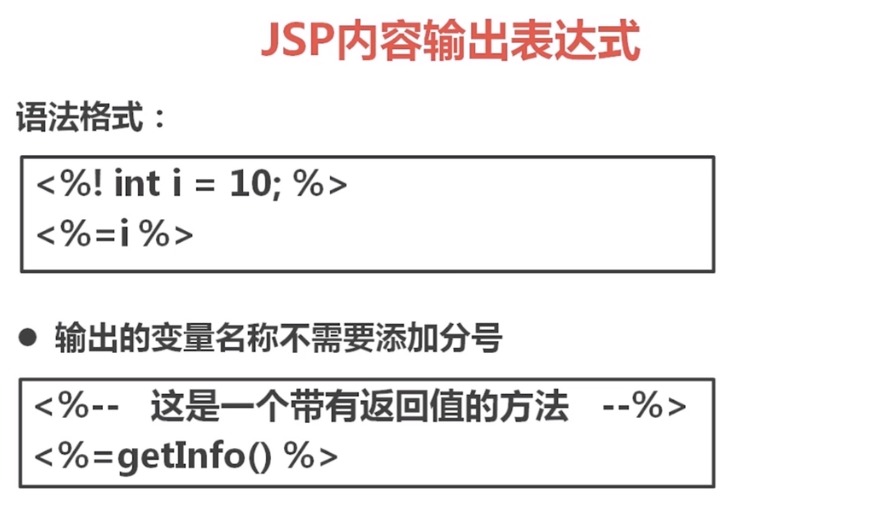 JSP内容输出表达式
语法格式：
<%! int i = 10; %>
<%=i %>
● 输出的变量名称不需要添加分号
<%-- 这是一个带有返回值的方法 --%>
<%=getInfo() %>